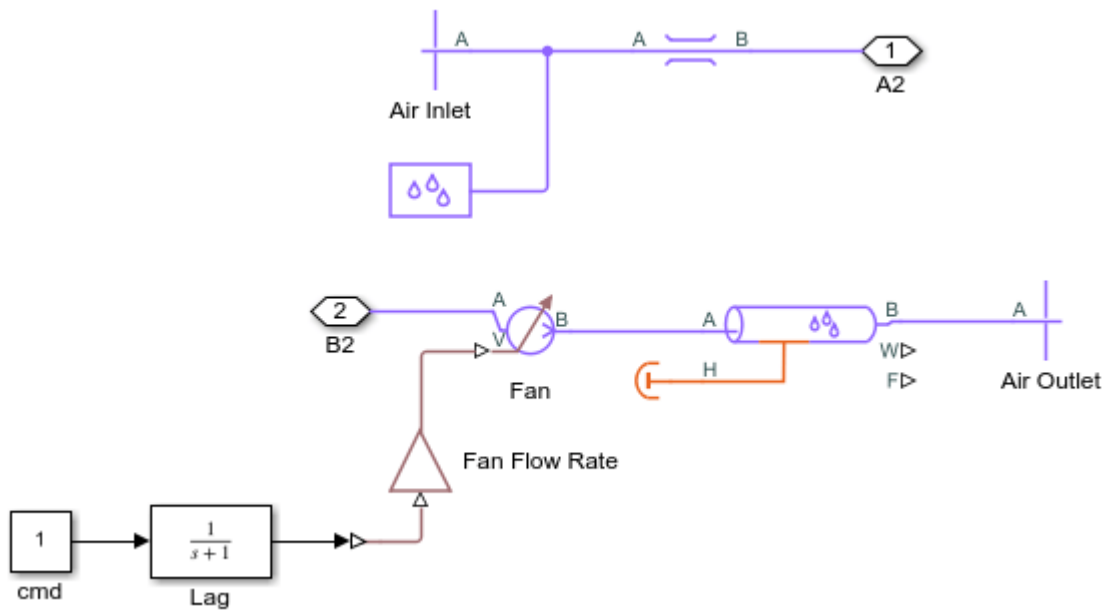 A
A
B
1
A2
Air Inlet
2
B2
A
V
B
Fan
A
B
W
F
H
A
Air Outlet
Fan Flow Rate
1
cmd
1
s + 1
Lag